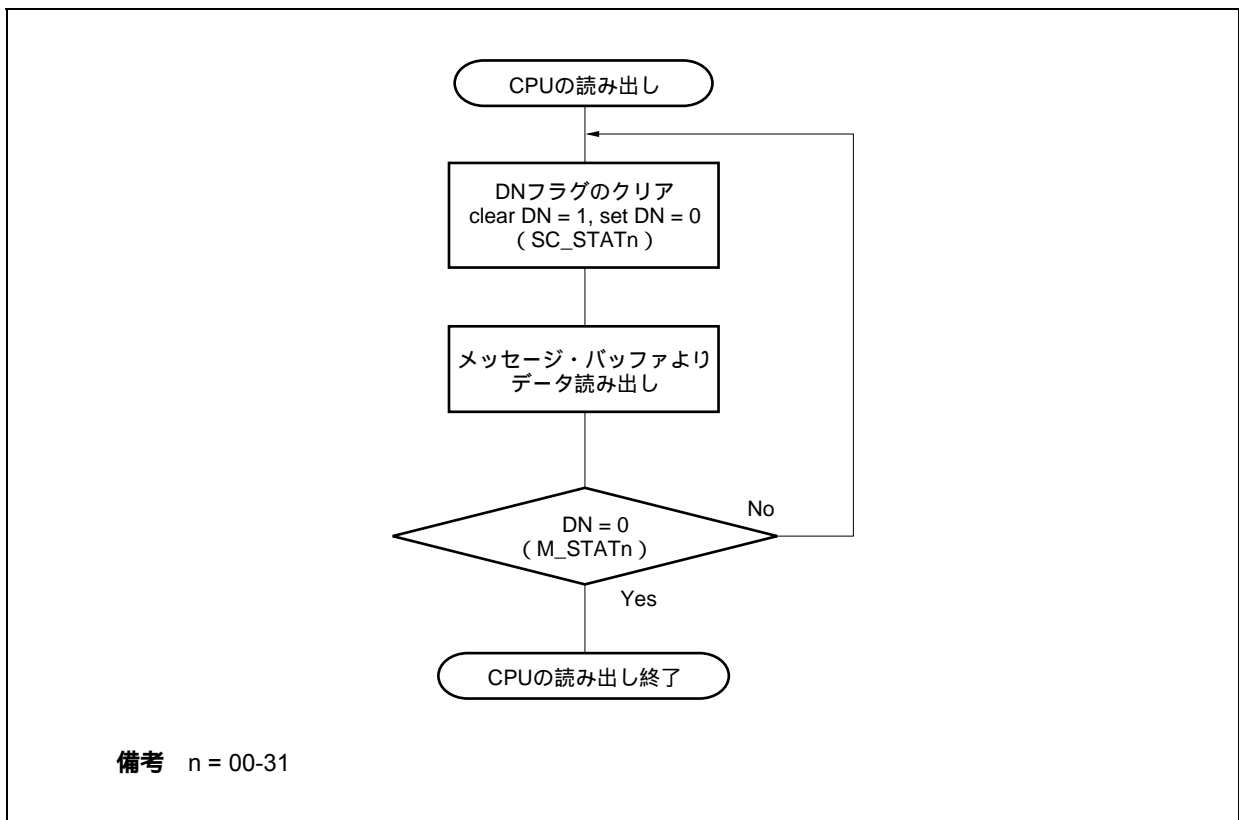 CPUの読み出し
DNフラグのクリア
clear DN = 1, set DN = 0
( SC_STATn )
メッセージ・バッファより
データ読み出し
No
DN = 0
( M_STATn )
Yes
CPUの読み出し終了
備考 n = 00-31